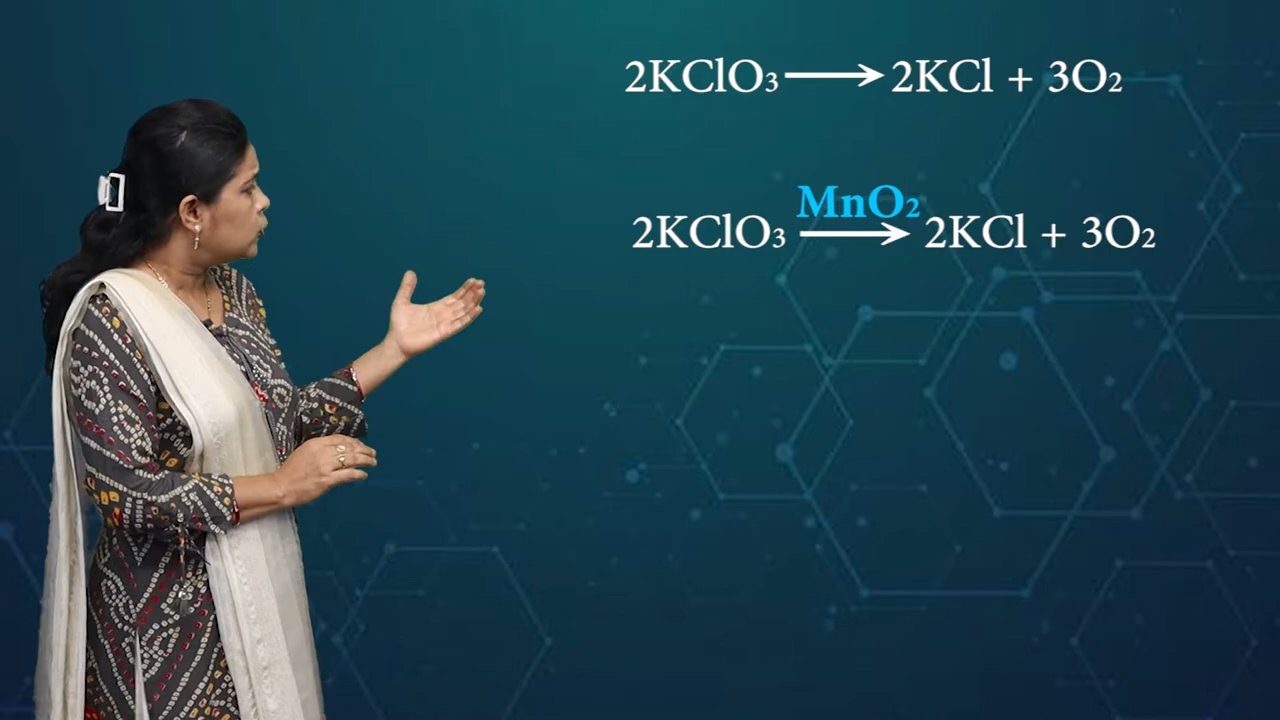 2KClO₃ ⟶ 2KCl + 3O₂
MnO₂
2KClO₃ ⟶ 2KCl + 3O₂